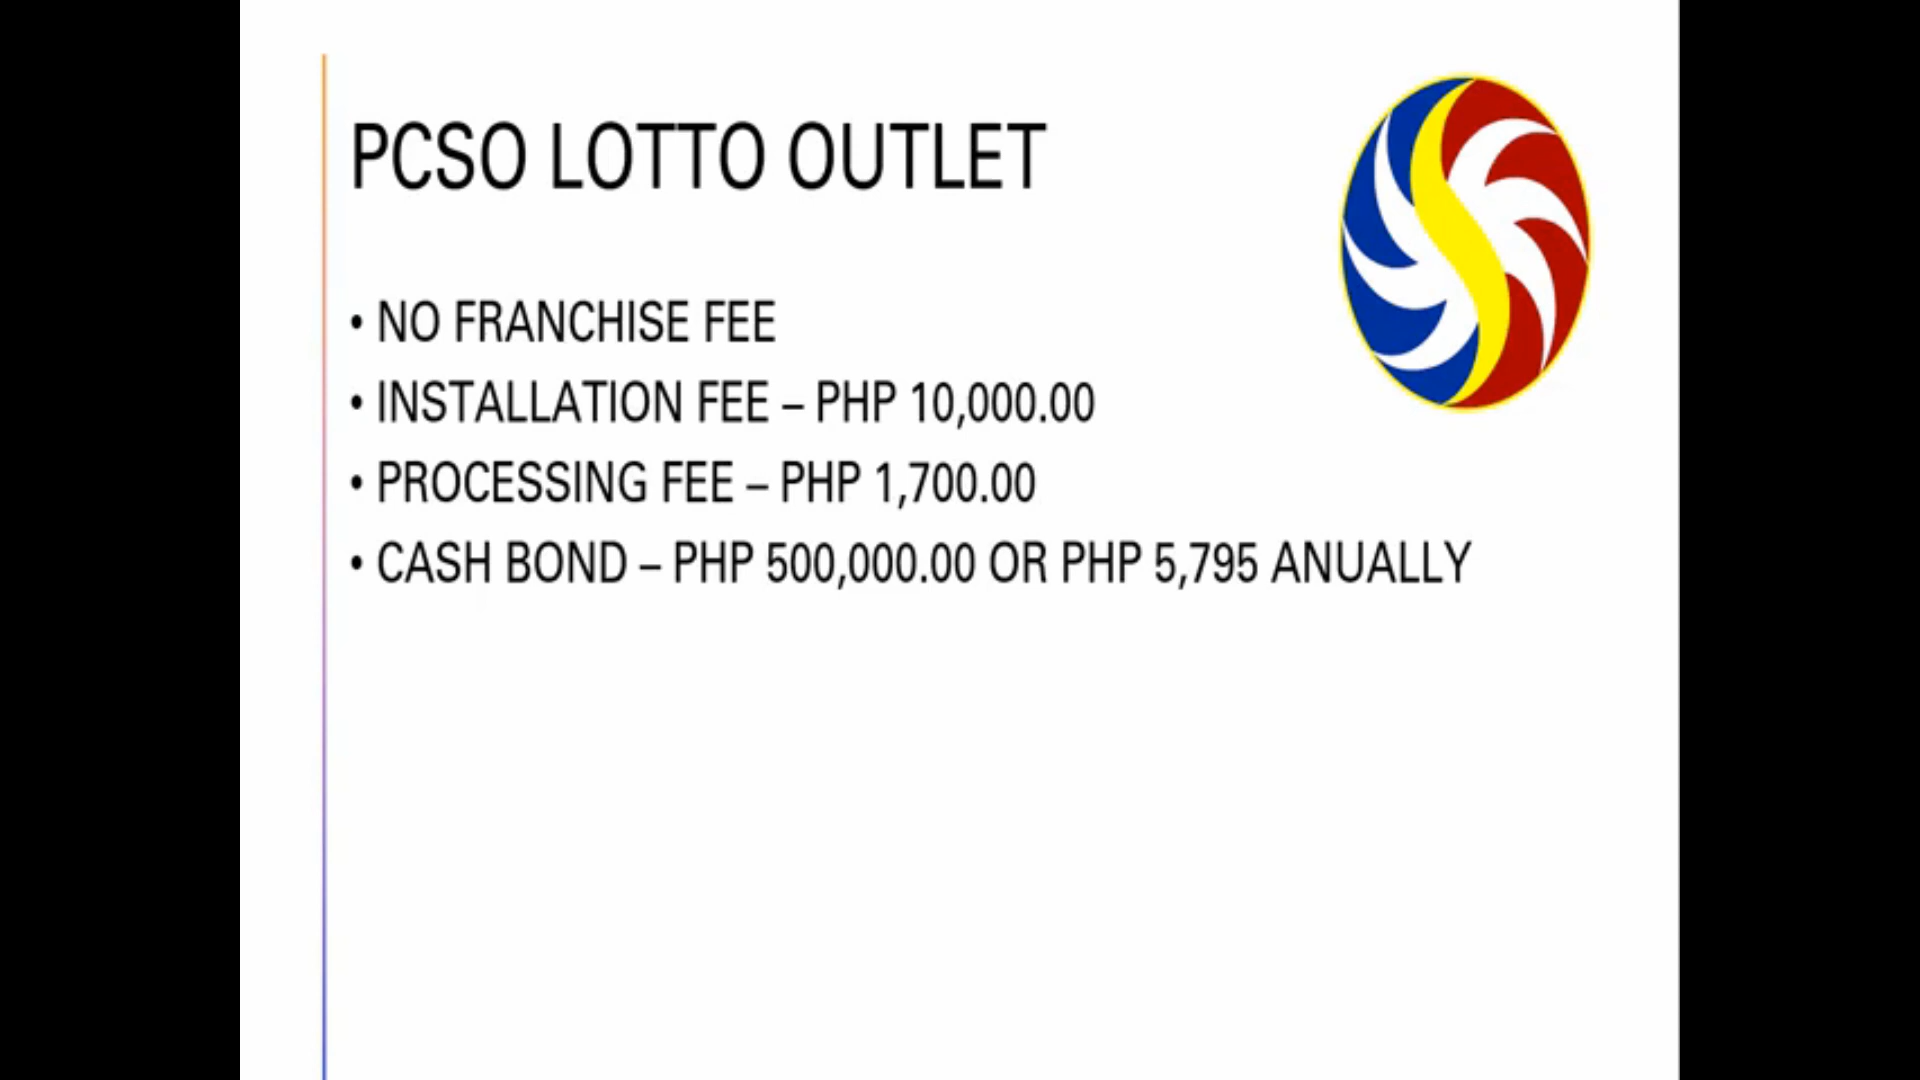 PCSO LOTTO OUTLET
• NO FRANCHISE FEE
• INSTALLATION FEE – PHP 10,000.00
• PROCESSING FEE – PHP 1,700.00
• CASH BOND – PHP 500,000.00 OR PHP 5,795 ANUALLY